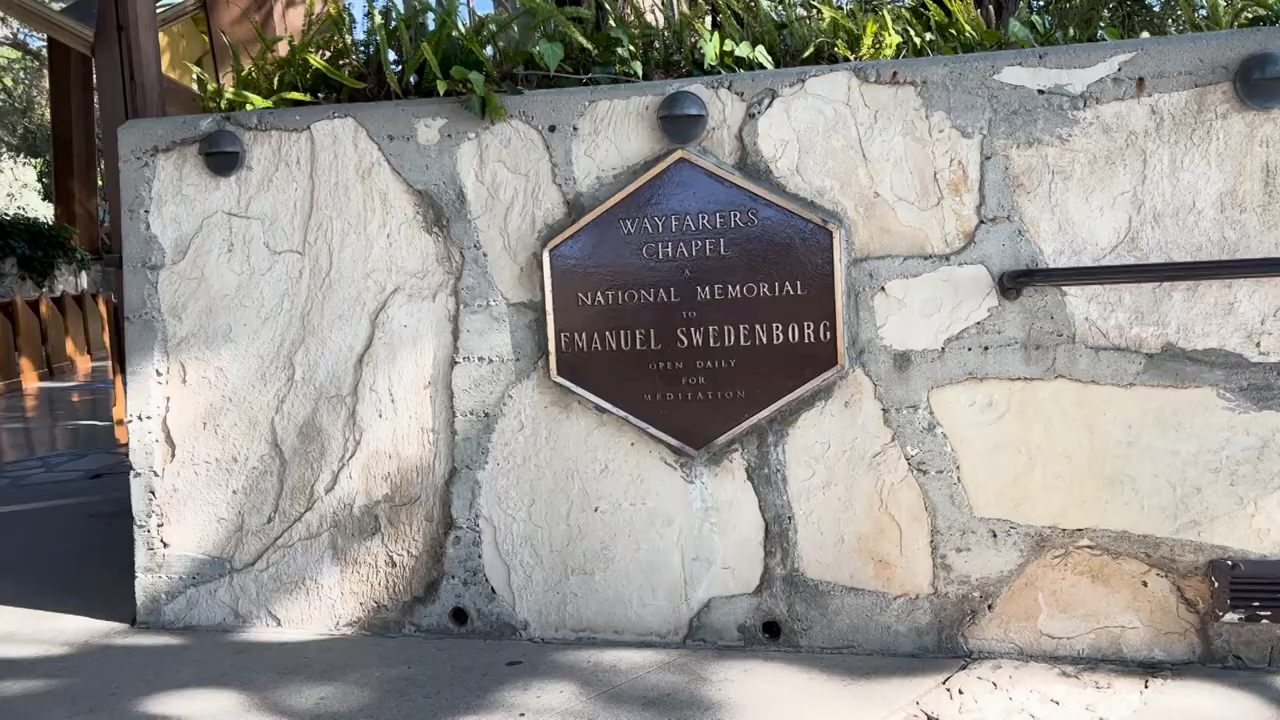 WAYFARERS
CHAPEL
A
NATIONAL MEMORIAL
TO
EMANUEL SWEDENBORG
OPEN DAILY
FOR
MEDITATION